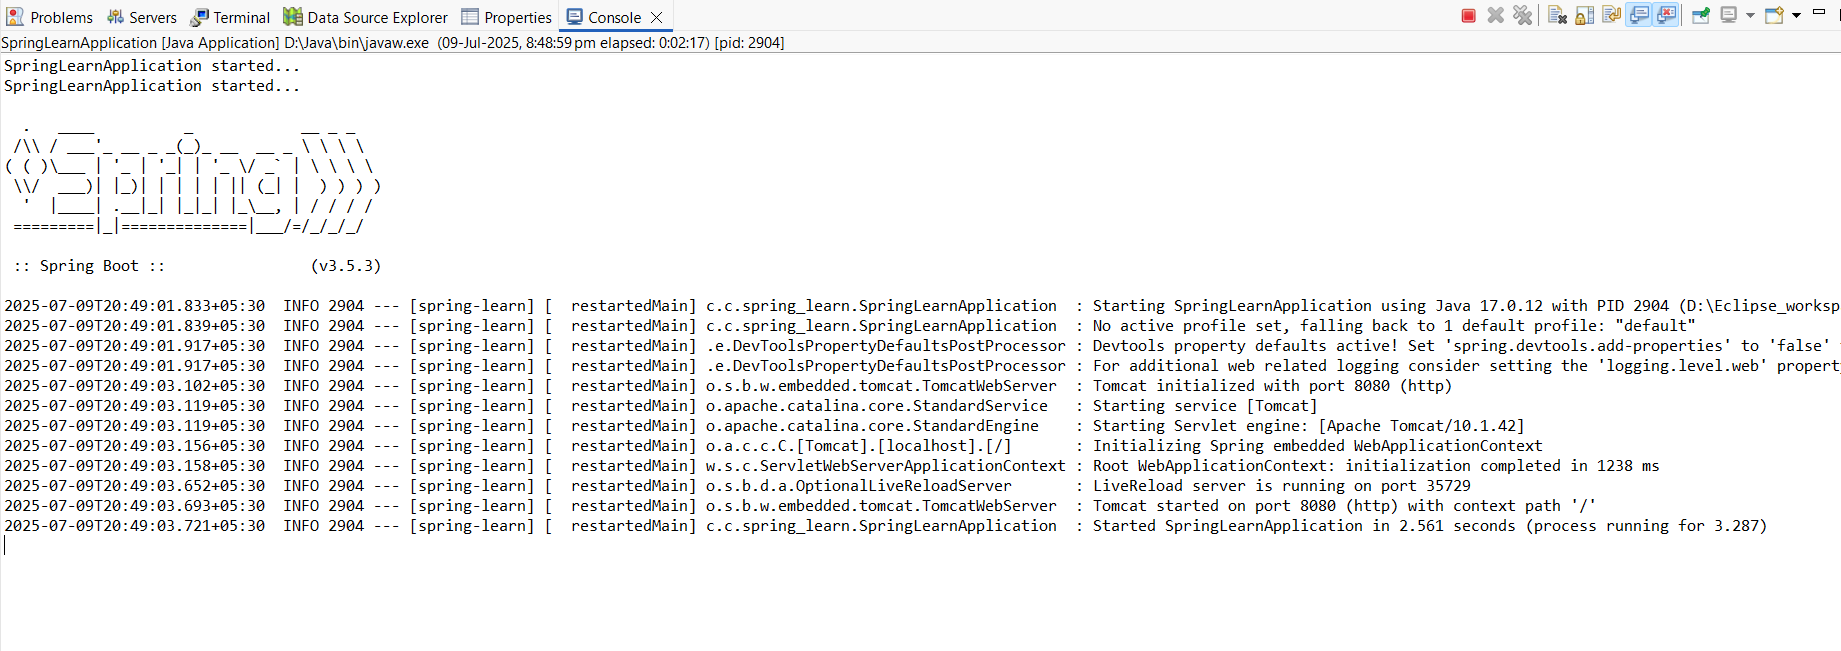 Problems Servers Terminal Data Source Explorer Properties Console
SpringLearnApplication [Java Application] D:\Java\bin\javaw.exe (09-Jul-2025, 8:48:59 pm elapsed: 0:02:17) [pid: 2904]
SpringLearnApplication started...
SpringLearnApplication started...
  .   ____          _            __ _ _
 /\\ / ___'_ __ _ _(_)_ __  __ _ \ \ \ \
( ( )\___ | '_ | '_| | '_ \/ _` | \ \ \ \
 \\/  ___)| |_)| | | | | || (_| |  ) ) ) )
  '  |____| .__|_| |_|_| |_\__, | / / / /
 =========|_|==============|___/=/_/_/_/
 :: Spring Boot ::                (v3.5.3)
2025-07-09T20:49:01.833+05:30  INFO 2904 --- [spring-learn] [  restartedMain] c.c.spring_learn.SpringLearnApplication  : Starting SpringLearnApplication using Java 17.0.12 with PID 2904 (D:\Eclipse_worksp
2025-07-09T20:49:01.839+05:30  INFO 2904 --- [spring-learn] [  restartedMain] c.c.spring_learn.SpringLearnApplication  : No active profile set, falling back to 1 default profile: "default"
2025-07-09T20:49:01.917+05:30  INFO 2904 --- [spring-learn] [  restartedMain] .e.DevToolsPropertyDefaultsPostProcessor : Devtools property defaults active! Set 'spring.devtools.add-properties' to 'false'
2025-07-09T20:49:01.917+05:30  INFO 2904 --- [spring-learn] [  restartedMain] .e.DevToolsPropertyDefaultsPostProcessor : For additional web related logging consider setting the 'logging.level.web' property
2025-07-09T20:49:03.102+05:30  INFO 2904 --- [spring-learn] [  restartedMain] o.s.b.w.embedded.tomcat.TomcatWebServer  : Tomcat initialized with port 8080 (http)
2025-07-09T20:49:03.119+05:30  INFO 2904 --- [spring-learn] [  restartedMain] o.apache.catalina.core.StandardService   : Starting service [Tomcat]
2025-07-09T20:49:03.119+05:30  INFO 2904 --- [spring-learn] [  restartedMain] o.apache.catalina.core.StandardEngine    : Starting Servlet engine: [Apache Tomcat/10.1.42]
2025-07-09T20:49:03.156+05:30  INFO 2904 --- [spring-learn] [  restartedMain] o.a.c.c.C.[Tomcat].[localhost].[/]       : Initializing Spring embedded WebApplicationContext
2025-07-09T20:49:03.158+05:30  INFO 2904 --- [spring-learn] [  restartedMain] w.s.c.ServletWebServerApplicationContext : Root WebApplicationContext: initialization completed in 1238 ms
2025-07-09T20:49:03.652+05:30  INFO 2904 --- [spring-learn] [  restartedMain] o.s.b.d.a.OptionalLiveReloadServer       : LiveReload server is running on port 35729
2025-07-09T20:49:03.693+05:30  INFO 2904 --- [spring-learn] [  restartedMain] o.s.b.w.embedded.tomcat.TomcatWebServer  : Tomcat started on port 8080 (http) with context path '/'
2025-07-09T20:49:03.721+05:30  INFO 2904 --- [spring-learn] [  restartedMain] c.c.spring_learn.SpringLearnApplication  : Started SpringLearnApplication in 2.561 seconds (process running for 3.287)